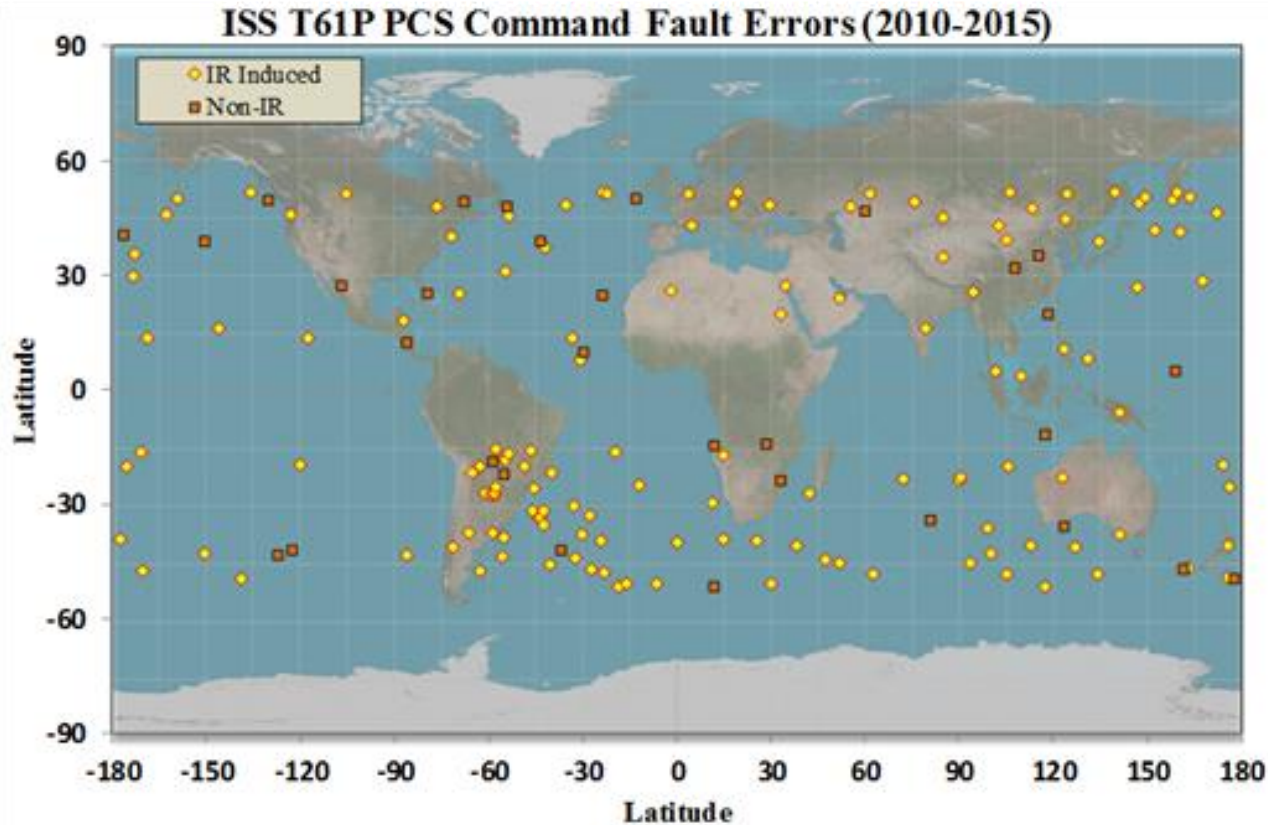 ISS T61P PCS Command Fault Errors (2010-2015)
IR Induced
Non-IR
90
60
30
0
-30
-60
-90
Latitude
-180 -150 -120 -90 -60 -30 0 30 60 90 120 150 180
Latitude